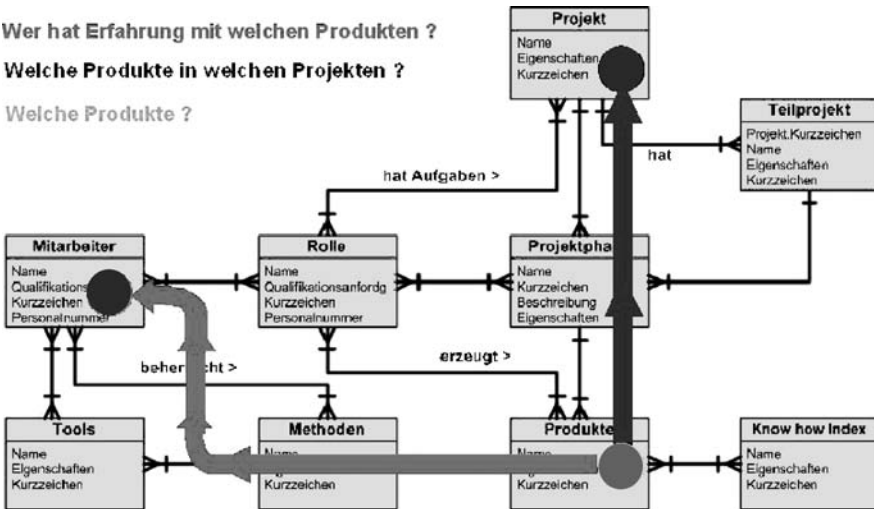 Projekt
Name
Eigenschaften
Kurzzeichen
Wer hat Erfahrung mit welchen Produkten ?
Welche Produkte in welchen Projekten ?
Welche Produkte ?
Teilprojekt
Projekt.Kurzzeichen
Name
Eigenschaften
Kurzzeichen
hat
hat Aufgaben >
Mitarbeiter
Name
Kurzzeichen
Personalnummer
Rolle
Name
Qualifikationsanfordg
Kurzzeichen
Personalnummer
Name
Kurzzeichen
Beschreibung
Eigenschaften
erzeugt >
Tools
Name
Eigenschaften
Kurzzeichen
Methoden
Name
Kurzzeichen
Produkte
Name
Kurzzeichen
Know how Index
Name
Eigenschaften
Kurzzeichen